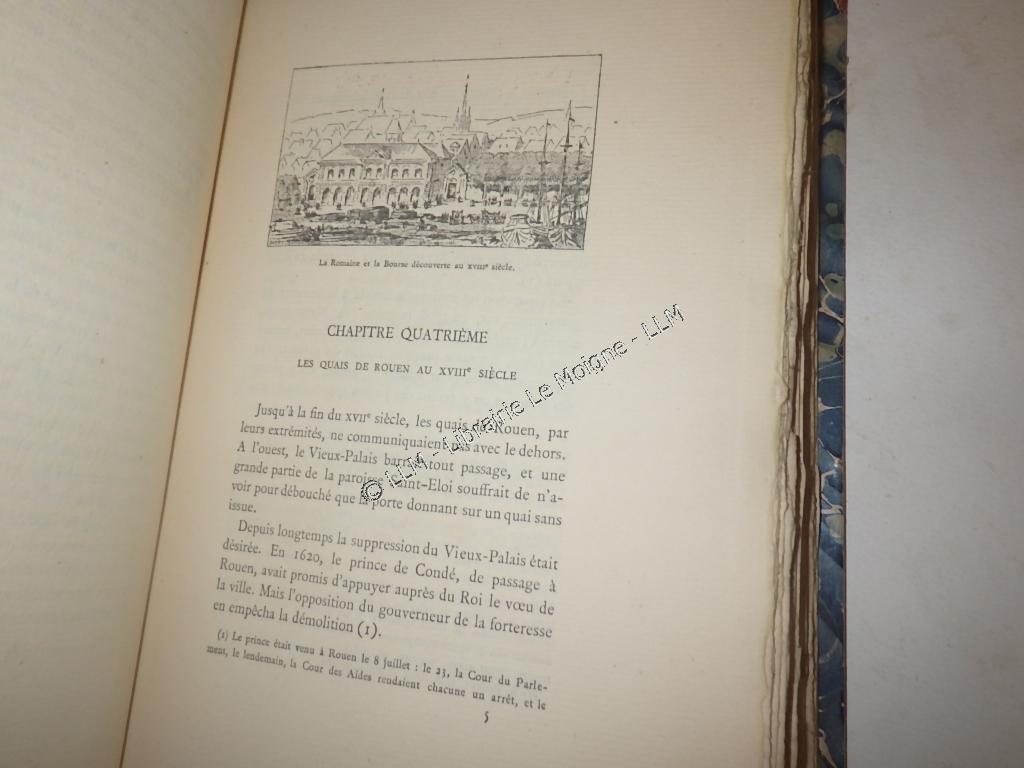 La Romaine et la Bourse découverte au XVIIIe siècle.
CHAPITRE QUATRIÈME
LES QUAIS DE ROUEN AU XVIIIe SIÈCLE
Jusqu'à la fin du XVIIe siècle, les quais de Rouen, par
leurs extrémités, ne communiquaient pas avec le dehors.
A l'ouest, le Vieux-Palais barrait tout passage, et une
grande partie de la paroisse Saint-Eloi souffrait de n'a-
voir pour débouché que la porte donnant sur un quai sans
issue.
Depuis longtemps la suppression du Vieux-Palais était
désirée. En 1620, le prince de Condé, de passage à
Rouen, avait promis d'appuyer auprès du Roi le vœu de
la ville. Mais l'opposition du gouverneur de la forteresse
en empêcha la démolition (1).
(1) Le prince était venu à Rouen le 8 juillet : le 23, la Cour du Parle-
ment, le lendemain, la Cour des Aides rendaient chacune un arrêt, et le
5
© LLM - Librairie Le Moigne - LLM